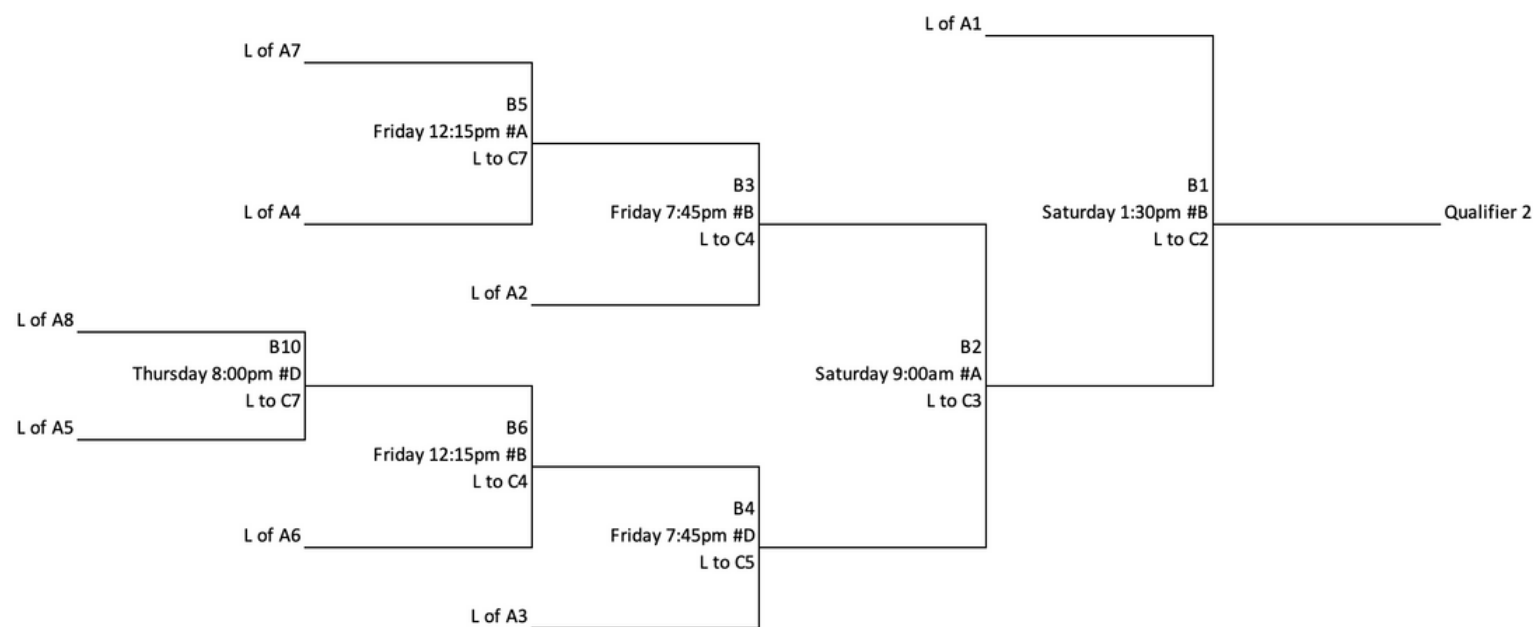 L of A1
L of A7
B5
Friday 12:15pm #A
L to C7
L of A4
B3
Friday 7:45pm #B
L to C4
B1
Saturday 1:30pm #B
L to C2
Qualifier 2
L of A2
L of A8
B10
Thursday 8:00pm #D
L to C7
L of A5
B2
Saturday 9:00am #A
L to C3
B6
Friday 12:15pm #B
L to C4
L of A6
B4
Friday 7:45pm #D
L to C5
L of A3